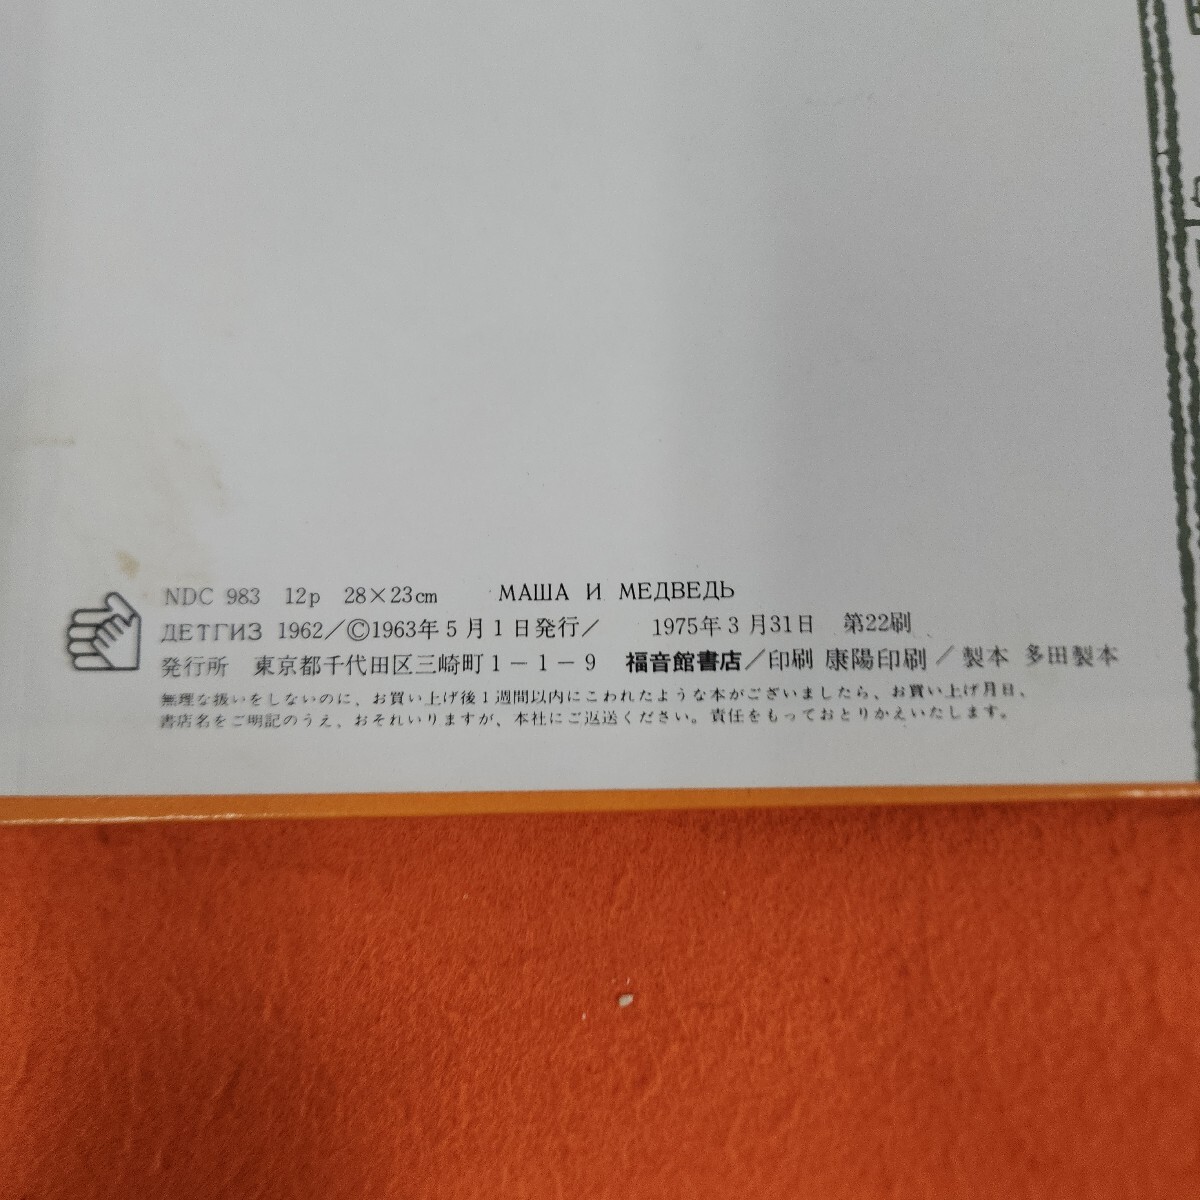 NDC 983 12p 28×23cm МАША И МЕДВЕДЬ
ДЕТГИЗ 1962/©1963年5月1日発行/ 1975年3月31日 第22刷
発行所 東京都千代田区三崎町1-1-9 福音館書店/印刷 康陽印刷/製本 多田製本
無理な扱いをしないのに、お買い上げ後1週間以内にこわれたような本がございましたら、お買い上げ月日、
書店名をご明記のうえ、おそれいりますが、本社にご返送ください。責任をもっておとりかえいたします。